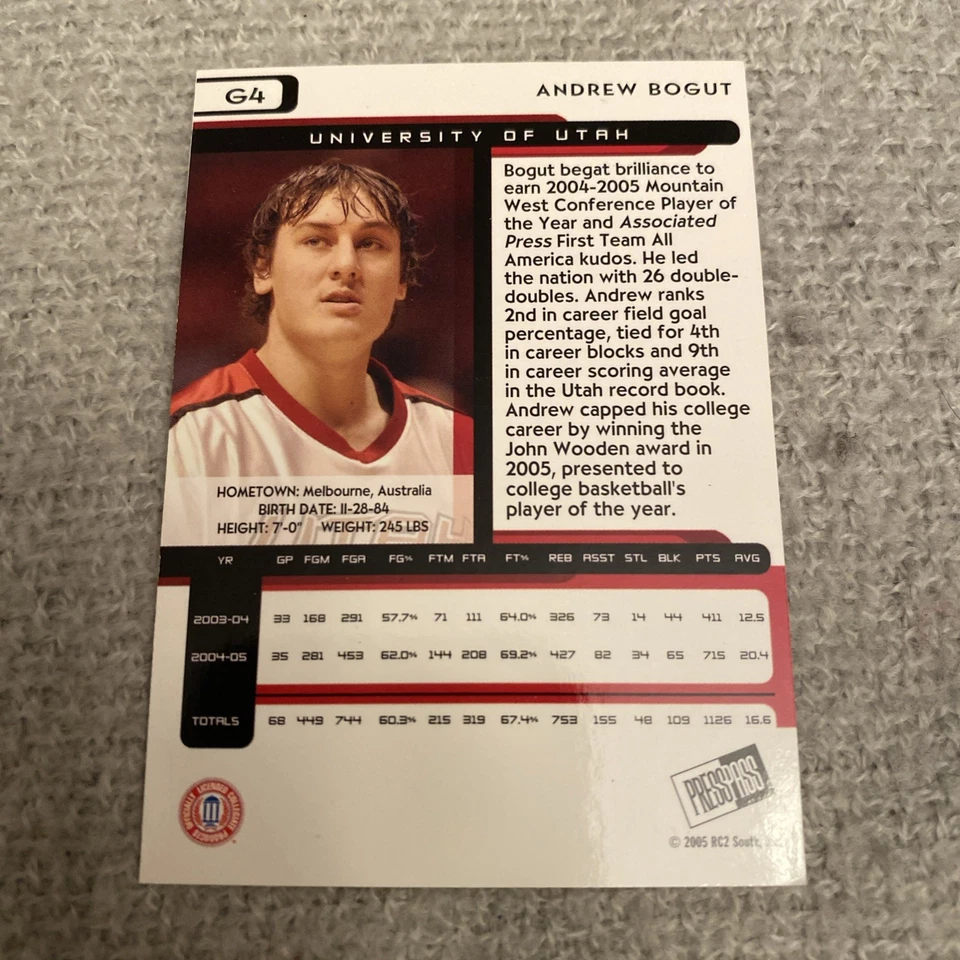 G4
ANDREW BOGUT
UNIVERSITY OF UTAH
Bogut begat brilliance to
earn 2004-2005 Mountain
West Conference Player of
the Year and Associated
Press First Team All
America kudos. He led
the nation with 26 double-
doubles. Andrew ranks
2nd in career field goal
percentage, tied for 4th
in career blocks and 9th
in career scoring average
in the Utah record book.
Andrew capped his college
career by winning the
John Wooden award in
2005, presented to
college basketball's
player of the year.
HOMETOWN: Melbourne, Australia
BIRTH DATE: 11-28-84
HEIGHT: 7'-0" WEIGHT: 245 LBS
YR GP FGM FGA FG% FTM FTA FT% REB ASST STL BLK PTS AVG
2003-04 33 168 291 57.7% 71 111 64.0% 326 73 14 44 411 12.5
2004-05 35 281 453 62.0% 144 208 69.2% 427 82 34 65 715 20.4
TOTALS 68 449 744 60.3% 215 319 67.4% 753 155 48 109 1126 16.6
OFFICIALLY LICENSED COLLEGIATE PRODUCTS
PRESS PASS
© 2005 RC2 South,